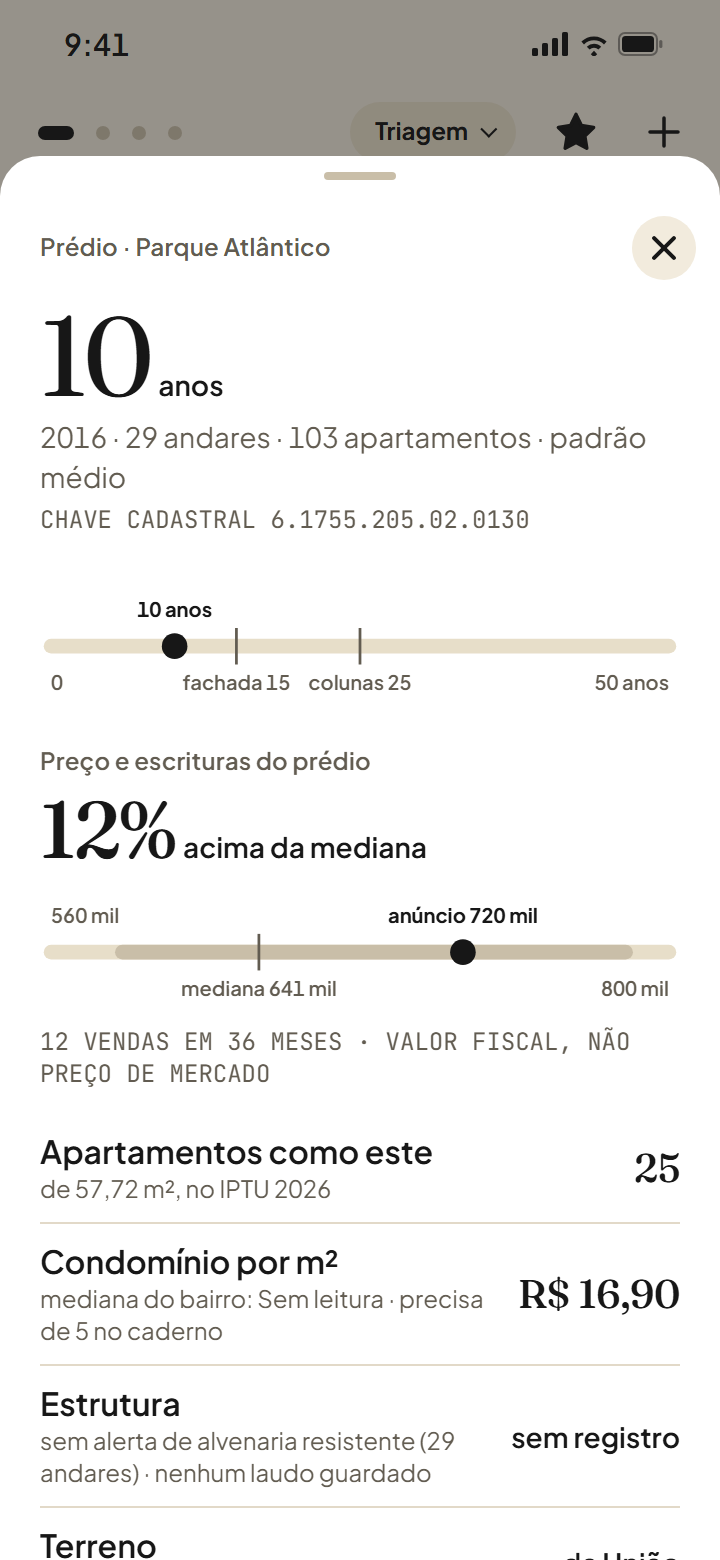 9:41
Triagem
Prédio · Parque Atlântico
10 anos
2016 · 29 andares · 103 apartamentos · padrão
médio
CHAVE CADASTRAL 6.1755.205.02.0130
10 anos
0 fachada 15 colunas 25 50 anos
Preço e escrituras do prédio
12% acima da mediana
560 mil anúncio 720 mil
mediana 641 mil 800 mil
12 VENDAS EM 36 MESES · VALOR FISCAL, NÃO
PREÇO DE MERCADO
Apartamentos como este
de 57,72 m², no IPTU 2026
25
Condomínio por m²
mediana do bairro: Sem leitura · precisa
de 5 no caderno
R$ 16,90
Estrutura
sem alerta de alvenaria resistente (29
andares) · nenhum laudo guardado
sem registro
Terreno
da União